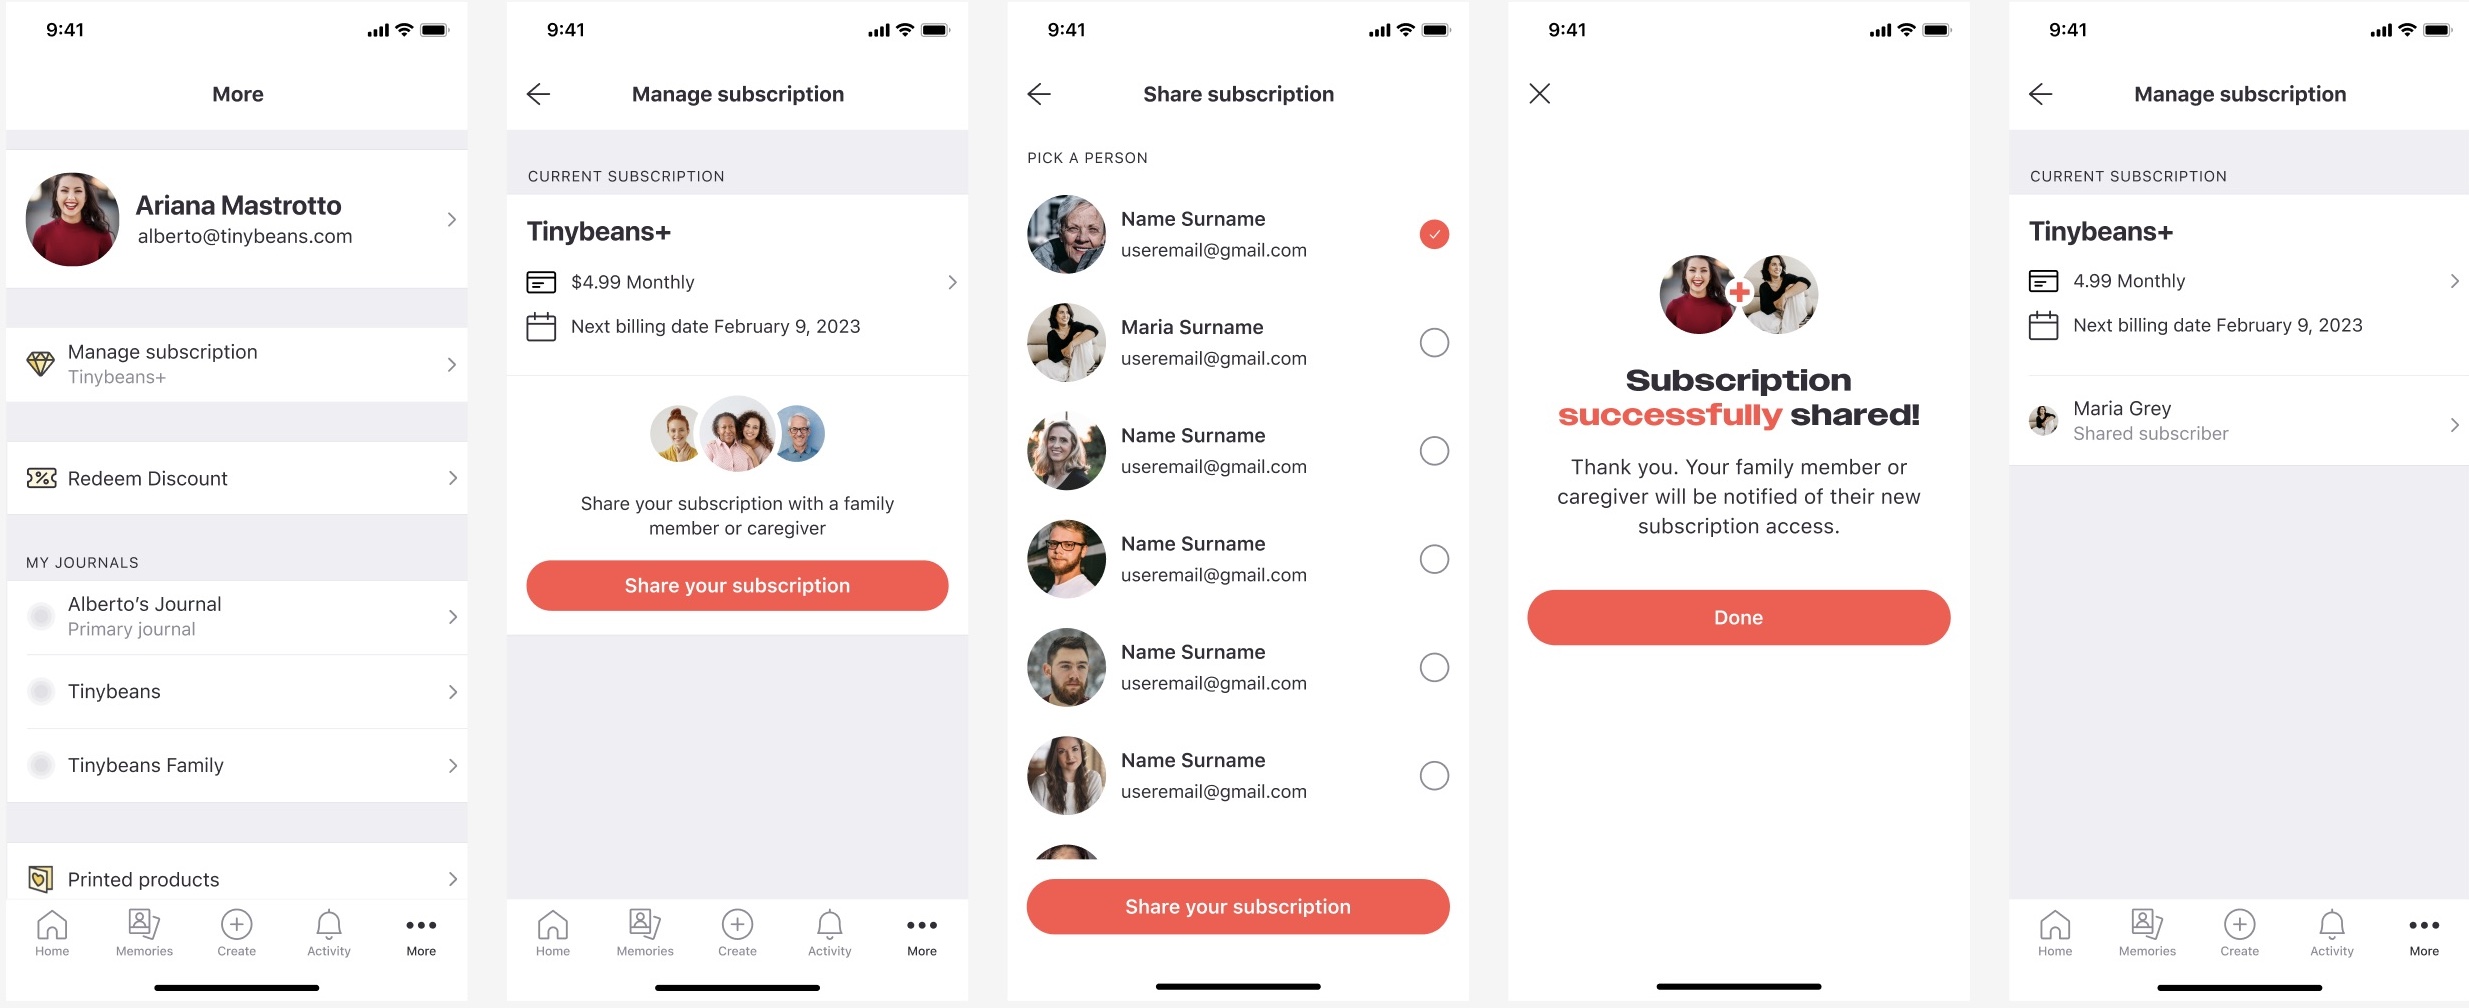 9:41
More
Ariana Mastrotto
alberto@tinybeans.com
Manage subscription
Tinybeans+
Redeem Discount
MY JOURNALS
Alberto’s Journal
Primary journal
Tinybeans
Tinybeans Family
Printed products
Home Memories Create Activity More
9:41
Manage subscription
CURRENT SUBSCRIPTION
Tinybeans+
$4.99 Monthly
Next billing date February 9, 2023
Share your subscription with a family
member or caregiver
Share your subscription
Home Memories Create Activity More
9:41
Share subscription
PICK A PERSON
Name Surname
useremail@gmail.com
Maria Surname
useremail@gmail.com
Name Surname
useremail@gmail.com
Name Surname
useremail@gmail.com
Name Surname
useremail@gmail.com
Name Surname
useremail@gmail.com
Share your subscription
9:41
Subscription
successfully shared!
Thank you. Your family member or
caregiver will be notified of their new
subscription access.
Done
9:41
Manage subscription
CURRENT SUBSCRIPTION
Tinybeans+
4.99 Monthly
Next billing date February 9, 2023
Maria Grey
Shared subscriber
Home Memories Create Activity More